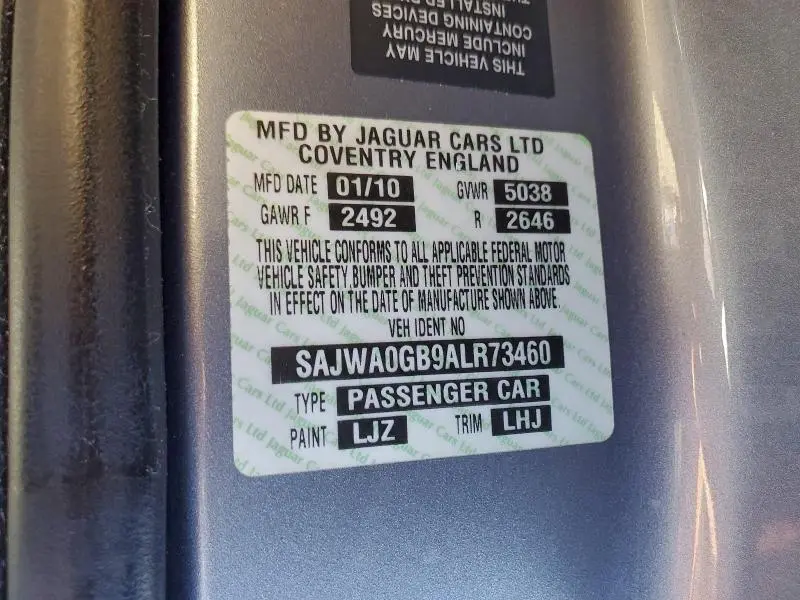 THIS VEHICLE MAY
INCLUDE MERCURY
CONTAINING DEVICES
INSTALLED
MFD BY JAGUAR CARS LTD
COVENTRY ENGLAND
MFD DATE 01/10 GVWR 5038
GAWR F 2492 R 2646
THIS VEHICLE CONFORMS TO ALL APPLICABLE FEDERAL MOTOR
VEHICLE SAFETY, BUMPER AND THEFT PREVENTION STANDARDS
IN EFFECT ON THE DATE OF MANUFACTURE SHOWN ABOVE.
VEH IDENT NO
SAJWA0GB9ALR73460
TYPE PASSENGER CAR
PAINT LJZ TRIM LHJ